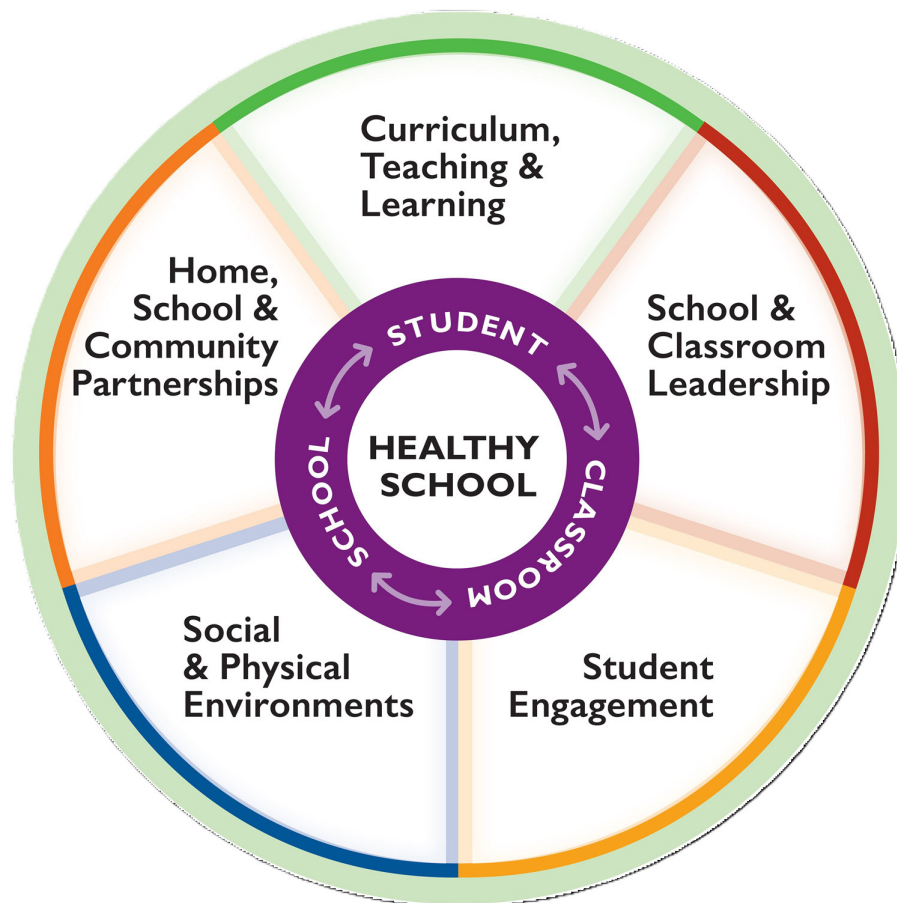 Curriculum,
Teaching &
Learning
Home,
School &
Community
Partnerships
School &
Classroom
Leadership
STUDENT
CLASSROOM
SCHOOL
HEALTHY
SCHOOL
Social
& Physical
Environments
Student
Engagement